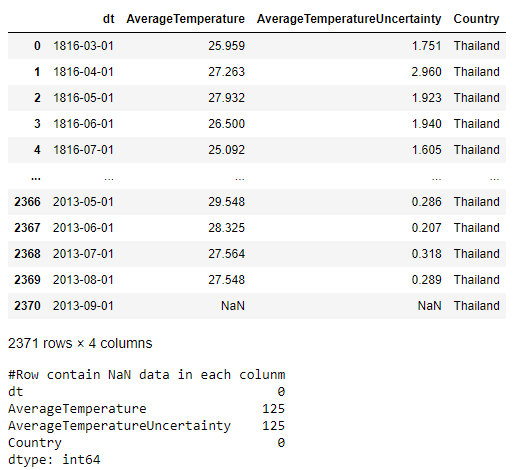 dt AverageTemperature AverageTemperatureUncertainty Country
0 1816-03-01 25.959 1.751 Thailand
1 1816-04-01 27.263 2.960 Thailand
2 1816-05-01 27.932 1.923 Thailand
3 1816-06-01 26.500 1.940 Thailand
4 1816-07-01 25.092 1.605 Thailand
... ... ... ... ...
2366 2013-05-01 29.548 0.286 Thailand
2367 2013-06-01 28.325 0.207 Thailand
2368 2013-07-01 27.564 0.318 Thailand
2369 2013-08-01 27.548 0.289 Thailand
2370 2013-09-01 NaN NaN Thailand
2371 rows × 4 columns
#Row contain NaN data in each colunm
dt 0
AverageTemperature 125
AverageTemperatureUncertainty 125
Country 0
dtype: int64